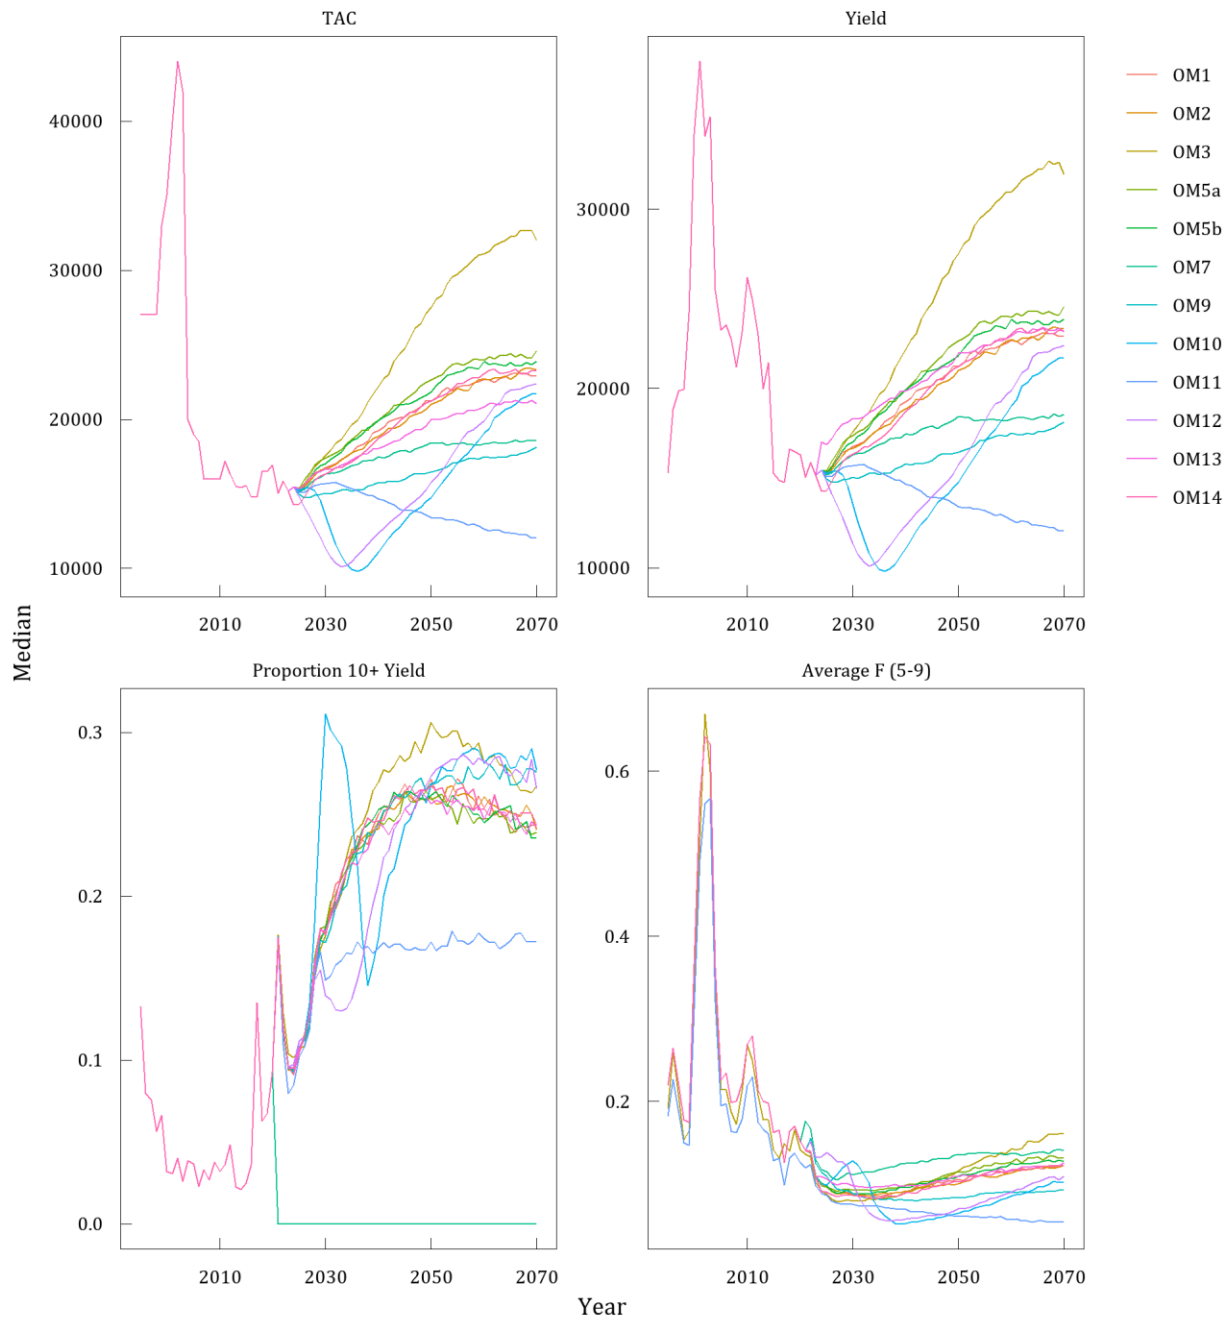 TAC
Yield
40000
30000
20000
10000
30000
20000
10000
2010 2030 2050 2070
2010 2030 2050 2070
OM1
OM2
OM3
OM5a
OM5b
OM7
OM9
OM10
OM11
OM12
OM13
OM14
Median
Proportion 10+ Yield
Average F (5-9)
0.3
0.2
0.1
0.0
0.6
0.4
0.2
2010 2030 2050 2070
2010 2030 2050 2070
Year